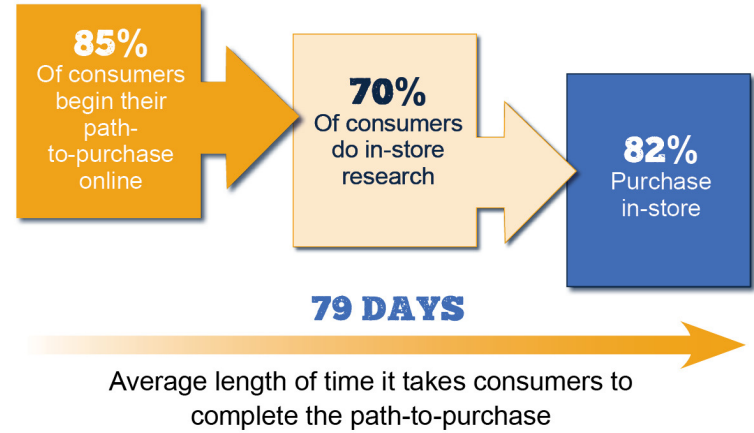 85%
Of consumers
begin their
path-
to-purchase
online
70%
Of consumers
do in-store
research
82%
Purchase
in-store
79 DAYS
Average length of time it takes consumers to
complete the path-to-purchase